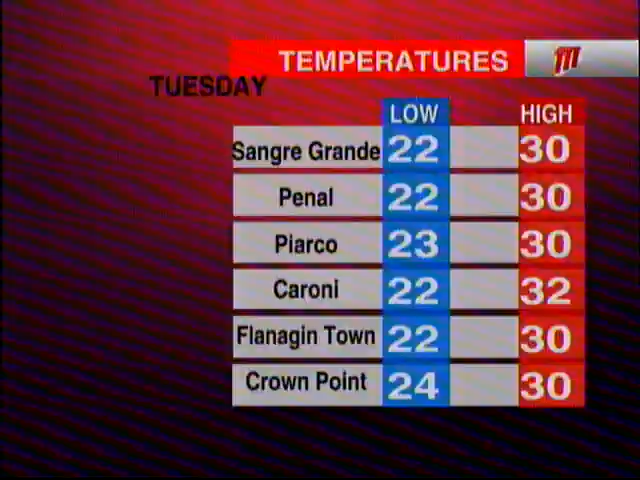 TEMPERATURES
TUESDAY
LOW HIGH
Sangre Grande 22 30
Penal 22 30
Piarco 23 30
Caroni 22 32
Flanagin Town 22 30
Crown Point 24 30